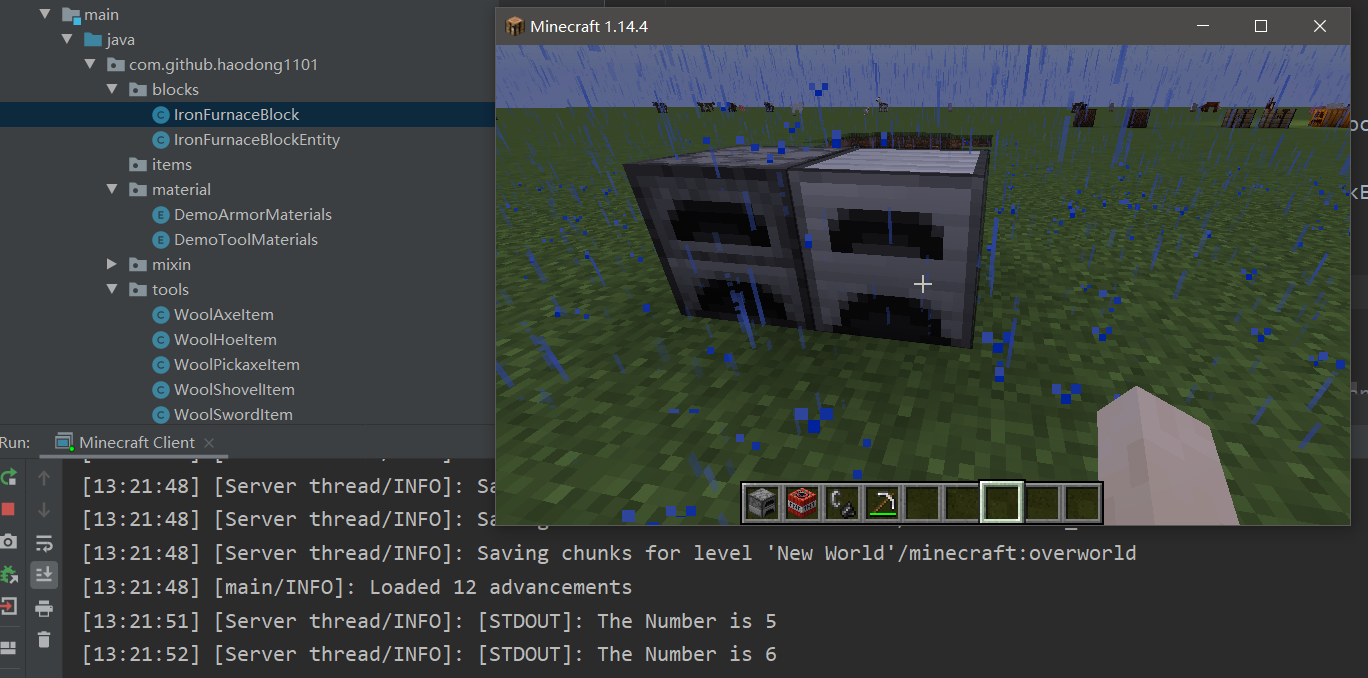 main
java
com.github.haodong1101
blocks
IronFurnaceBlock
IronFurnaceBlockEntity
items
material
DemoArmorMaterials
DemoToolMaterials
mixin
tools
WoolAxeItem
WoolHoeItem
WoolPickaxeItem
WoolShovelItem
WoolSwordItem
Minecraft 1.14.4
Run: Minecraft Client
[13:21:48] [Server thread/INFO]:
[13:21:48] [Server thread/INFO]:
[13:21:48] [Server thread/INFO]: Saving chunks for level 'New World'/minecraft:overworld
[13:21:48] [main/INFO]: Loaded 12 advancements
[13:21:51] [Server thread/INFO]: [STDOUT]: The Number is 5
[13:21:52] [Server thread/INFO]: [STDOUT]: The Number is 6